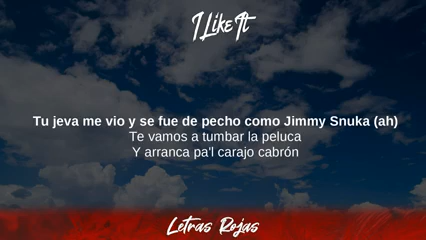 I Like It
Tu jeva me vio y se fue de pecho como Jimmy Snuka (ah)
Te vamos a tumbar la peluca
Y arranca pa'l carajo cabrón
Letras Rojas